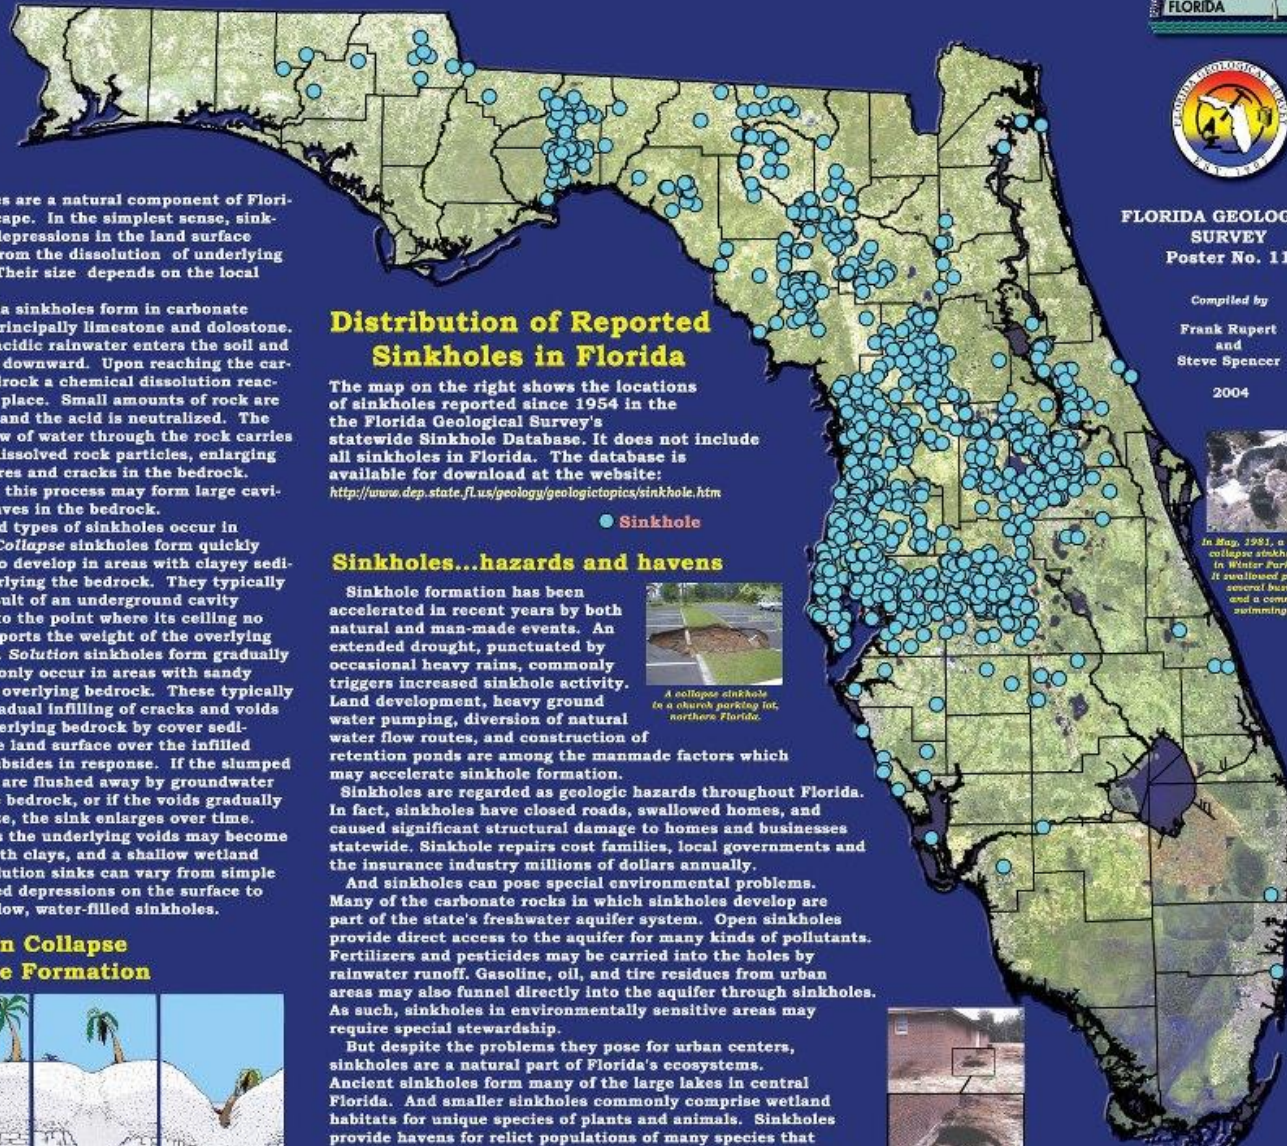 FLORIDA
FLORIDA GEOLOGICAL SURVEY
EST. 1907
FLORIDA GEOLO
SURVEY
Poster No. 11
Compiled by
Frank Rupert
and
Steve Spencer
2004
es are a natural component of Flori-
cape. In the simplest sense, sink-
depressions in the land surface
rom the dissolution of underlying
Their size depends on the local
a sinkholes form in carbonate
rincipally limestone and dolostone.
acidic rainwater enters the soil and
downward. Upon reaching the car-
drock a chemical dissolution reac-
place. Small amounts of rock are
and the acid is neutralized. The
w of water through the rock carries
issolved rock particles, enlarging
res and cracks in the bedrock.
this process may form large cavi-
aves in the bedrock.
d types of sinkholes occur in
Collapse sinkholes form quickly
o develop in areas with clayey sedi-
rlying the bedrock. They typically
sult of an underground cavity
to the point where its ceiling no
ports the weight of the overlying
Solution sinkholes form gradually
only occur in areas with sandy
overlying bedrock. These typically
adual infilling of cracks and voids
erlying bedrock by cover sedi-
e land surface over the infilled
ubsides in response. If the slumped
are flushed away by groundwater
e bedrock, or if the voids gradually
ze, the sink enlarges over time.
s the underlying voids may become
th clays, and a shallow wetland
lution sinks can vary from simple
ed depressions on the surface to
low, water-filled sinkholes.
n Collapse
e Formation
Distribution of Reported
Sinkholes in Florida
The map on the right shows the locations
of sinkholes reported since 1954 in the
the Florida Geological Survey's
statewide Sinkhole Database. It does not include
all sinkholes in Florida. The database is
available for download at the website:
http://www.dep.state.fl.us/geology/geologictopics/sinkhole.htm
Sinkhole
Sinkholes...hazards and havens
Sinkhole formation has been
accelerated in recent years by both
natural and man-made events. An
extended drought, punctuated by
occasional heavy rains, commonly
triggers increased sinkhole activity.
Land development, heavy ground
water pumping, diversion of natural
water flow routes, and construction of
retention ponds are among the manmade factors which
may accelerate sinkhole formation.
Sinkholes are regarded as geologic hazards throughout Florida.
In fact, sinkholes have closed roads, swallowed homes, and
caused significant structural damage to homes and businesses
statewide. Sinkhole repairs cost families, local governments and
the insurance industry millions of dollars annually.
And sinkholes can pose special environmental problems.
Many of the carbonate rocks in which sinkholes develop are
part of the state's freshwater aquifer system. Open sinkholes
provide direct access to the aquifer for many kinds of pollutants.
Fertilizers and pesticides may be carried into the holes by
rainwater runoff. Gasoline, oil, and tire residues from urban
areas may also funnel directly into the aquifer through sinkholes.
As such, sinkholes in environmentally sensitive areas may
require special stewardship.
But despite the problems they pose for urban centers,
sinkholes are a natural part of Florida's ecosystems.
Ancient sinkholes form many of the large lakes in central
Florida. And smaller sinkholes commonly comprise wetland
habitats for unique species of plants and animals. Sinkholes
provide havens for relict populations of many species that
A collapse sinkhole
in a church parking lot,
northern Florida.
In May, 1981, a
collapse sinkh
in Winter Par
It swallowed p
several bus
and a com
swimming